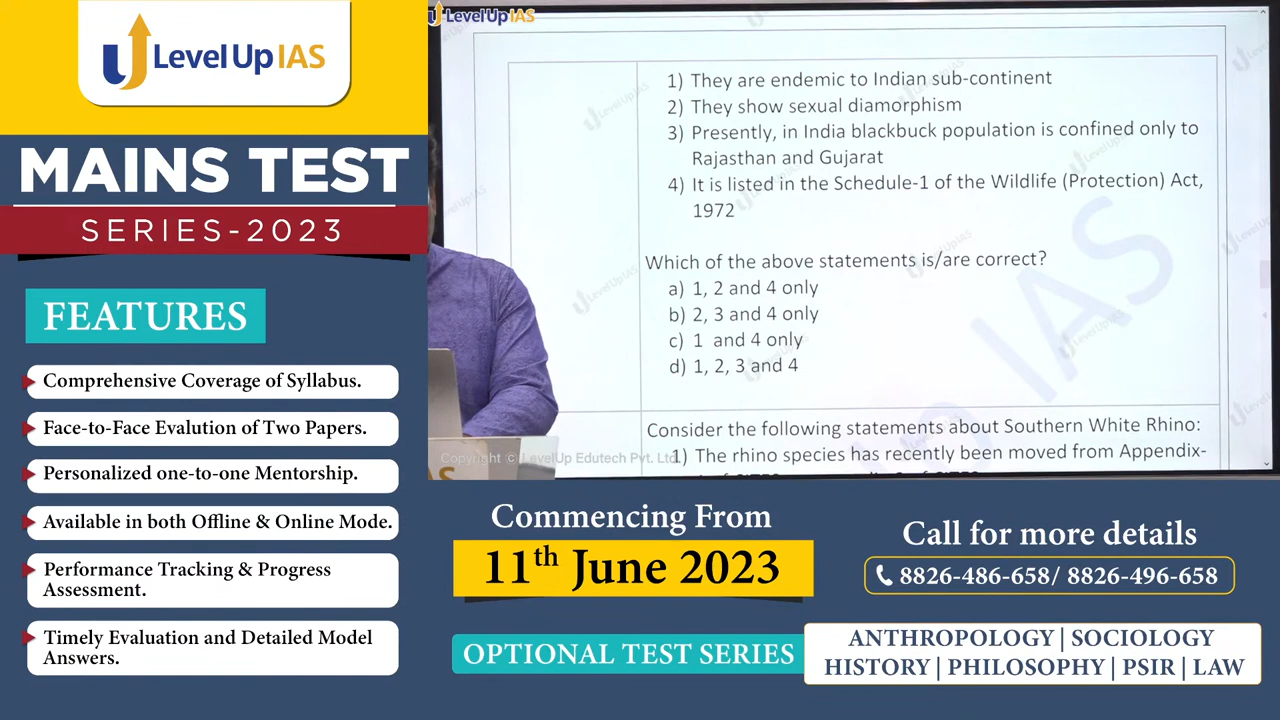 Level Up IAS
MAINS TEST
SERIES-2023
FEATURES
Comprehensive Coverage of Syllabus.
Face-to-Face Evalution of Two Papers.
Personalized one-to-one Mentorship.
Available in both Offline & Online Mode.
Performance Tracking & Progress
Assessment.
Timely Evaluation and Detailed Model
Answers.
Level Up IAS
1) They are endemic to Indian sub-continent
2) They show sexual diamorphism
3) Presently, in India blackbuck population is confined only to
Rajasthan and Gujarat
4) It is listed in the Schedule-1 of the Wildlife (Protection) Act,
1972
Which of the above statements is/are correct?
a) 1, 2 and 4 only
b) 2, 3 and 4 only
c) 1 and 4 only
d) 1, 2, 3 and 4
Consider the following statements about Southern White Rhino:
1) The rhino species has recently been moved from Appendix-
Copyright © LevelUp Edutech Pvt. Ltd.
Commencing From
11th June 2023
Call for more details
8826-486-658/ 8826-496-658
OPTIONAL TEST SERIES
ANTHROPOLOGY | SOCIOLOGY
HISTORY | PHILOSOPHY | PSIR | LAW